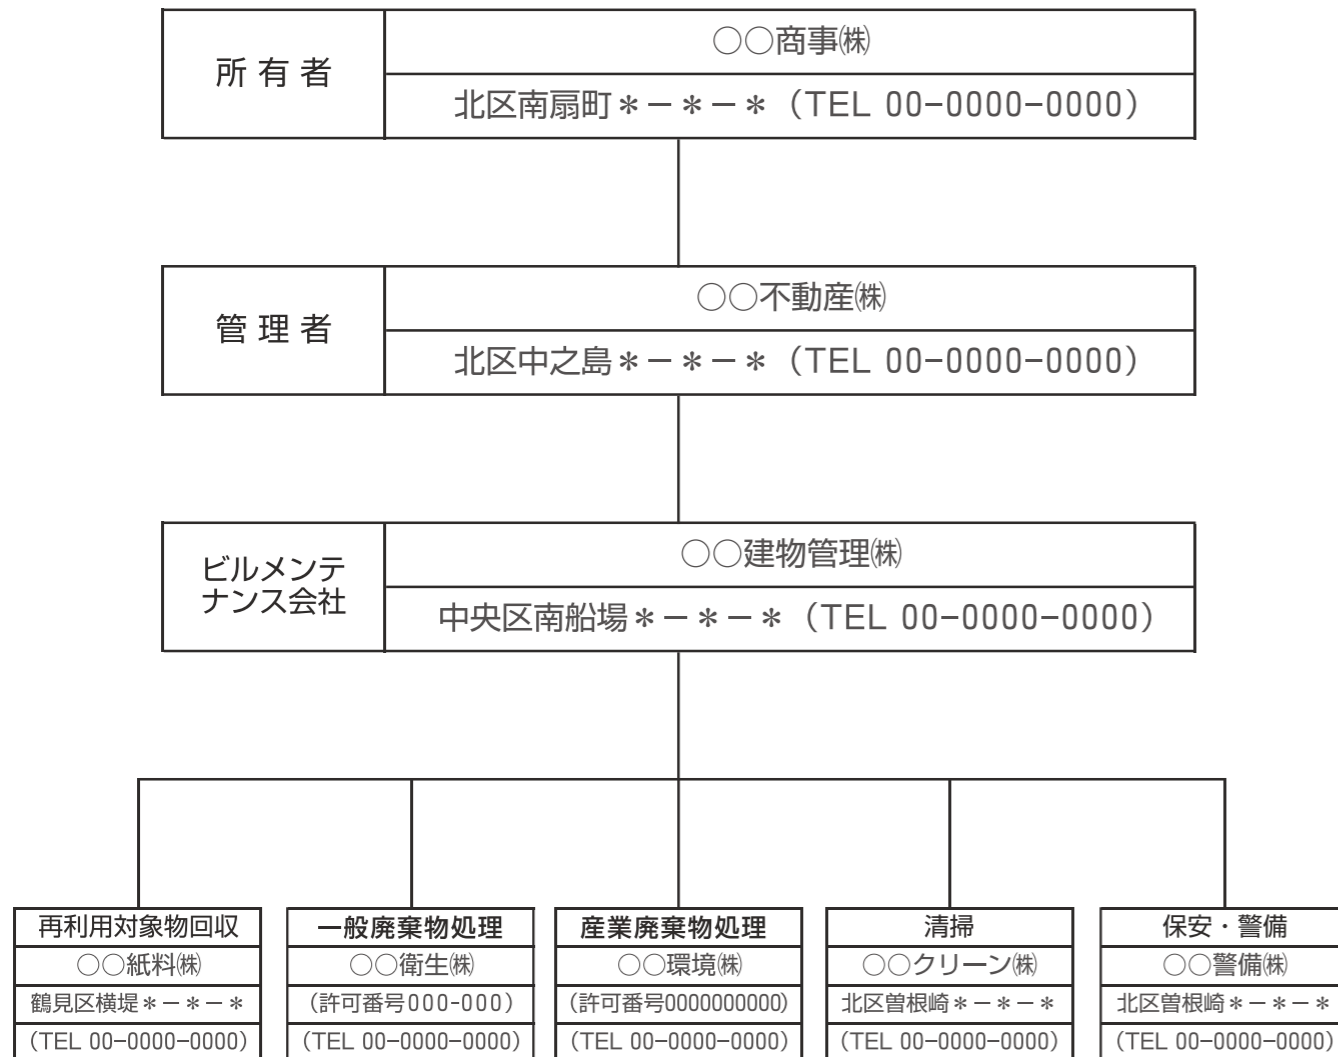 所有者
○○商事㈱
北区南扇町＊－＊－＊（TEL 00-0000-0000）
管理者
○○不動産㈱
北区中之島＊－＊－＊（TEL 00-0000-0000）
ビルメンテ
ナンス会社
○○建物管理㈱
中央区南船場＊－＊－＊（TEL 00-0000-0000）
再利用対象物回収
○○紙料㈱
鶴見区横堤＊－＊－＊
（TEL 00-0000-0000）
一般廃棄物処理
○○衛生㈱
（許可番号000-000）
（TEL 00-0000-0000）
産業廃棄物処理
○○環境㈱
（許可番号0000000000）
（TEL 00-0000-0000）
清掃
○○クリーン㈱
北区曽根崎＊－＊－＊
（TEL 00-0000-0000）
保安・警備
○○警備㈱
北区曽根崎＊－＊－＊
（TEL 00-0000-0000）